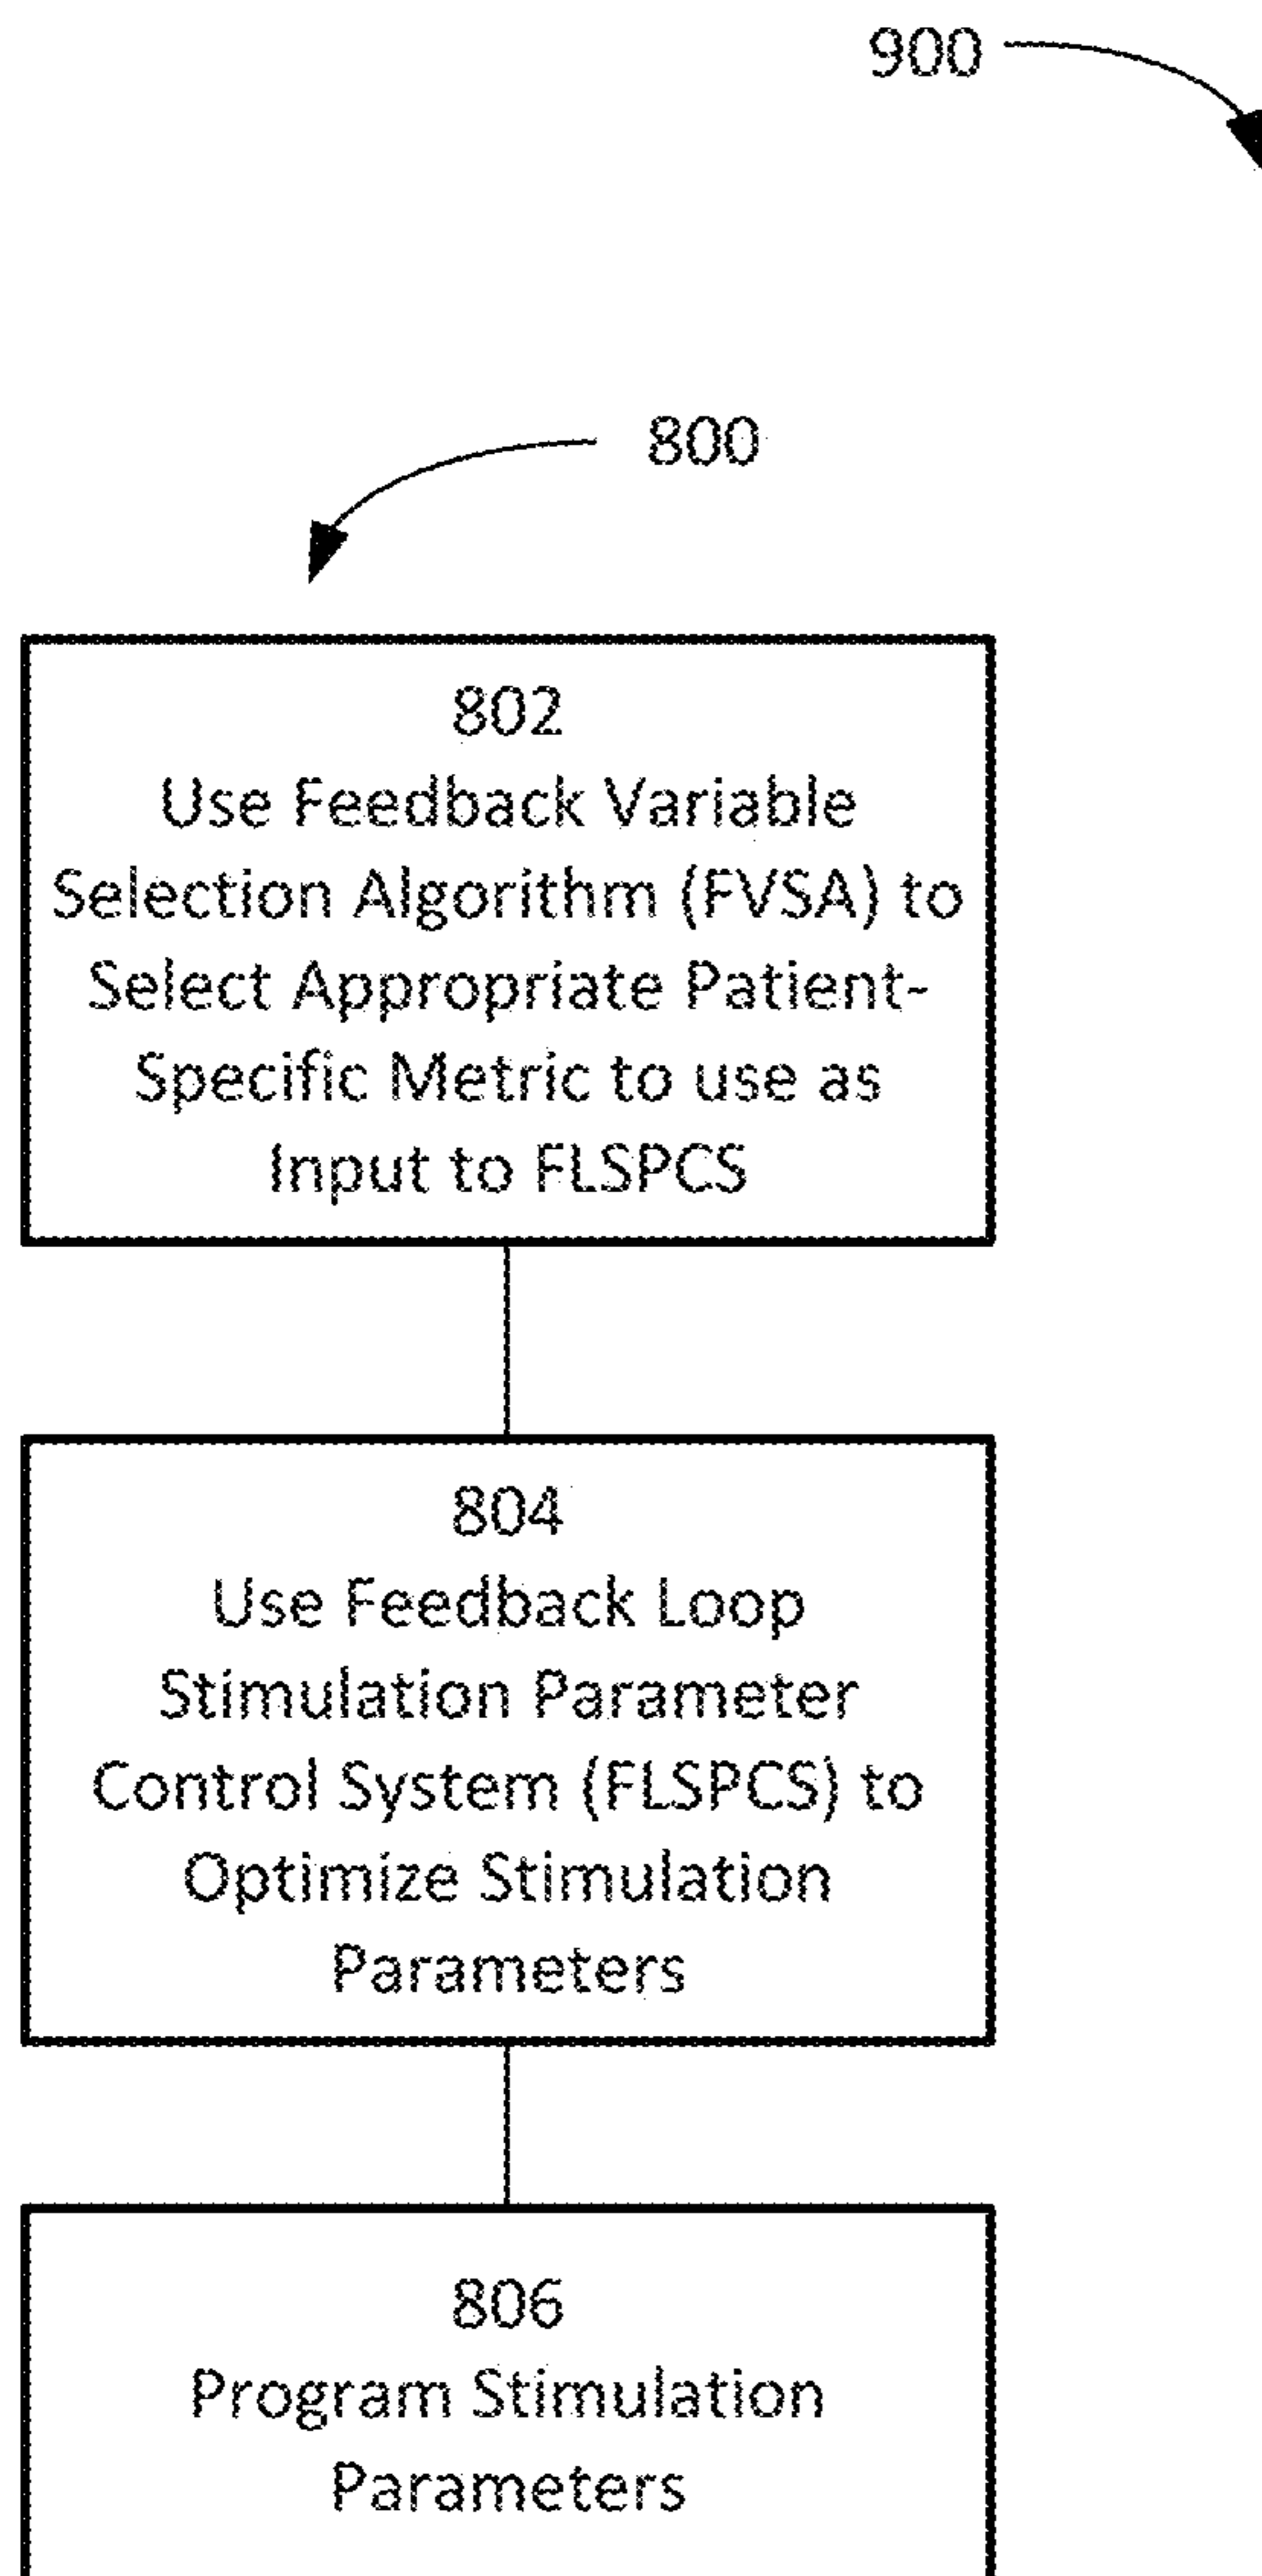 900
800
802
Use Feedback Variable
Selection Algorithm (FVSA) to
Select Appropriate Patient-
Specific Metric to use as
Input to FLSPCS
804
Use Feedback Loop
Stimulation Parameter
Control System (FLSPCS) to
Optimize Stimulation
Parameters
806
Program Stimulation
Parameters